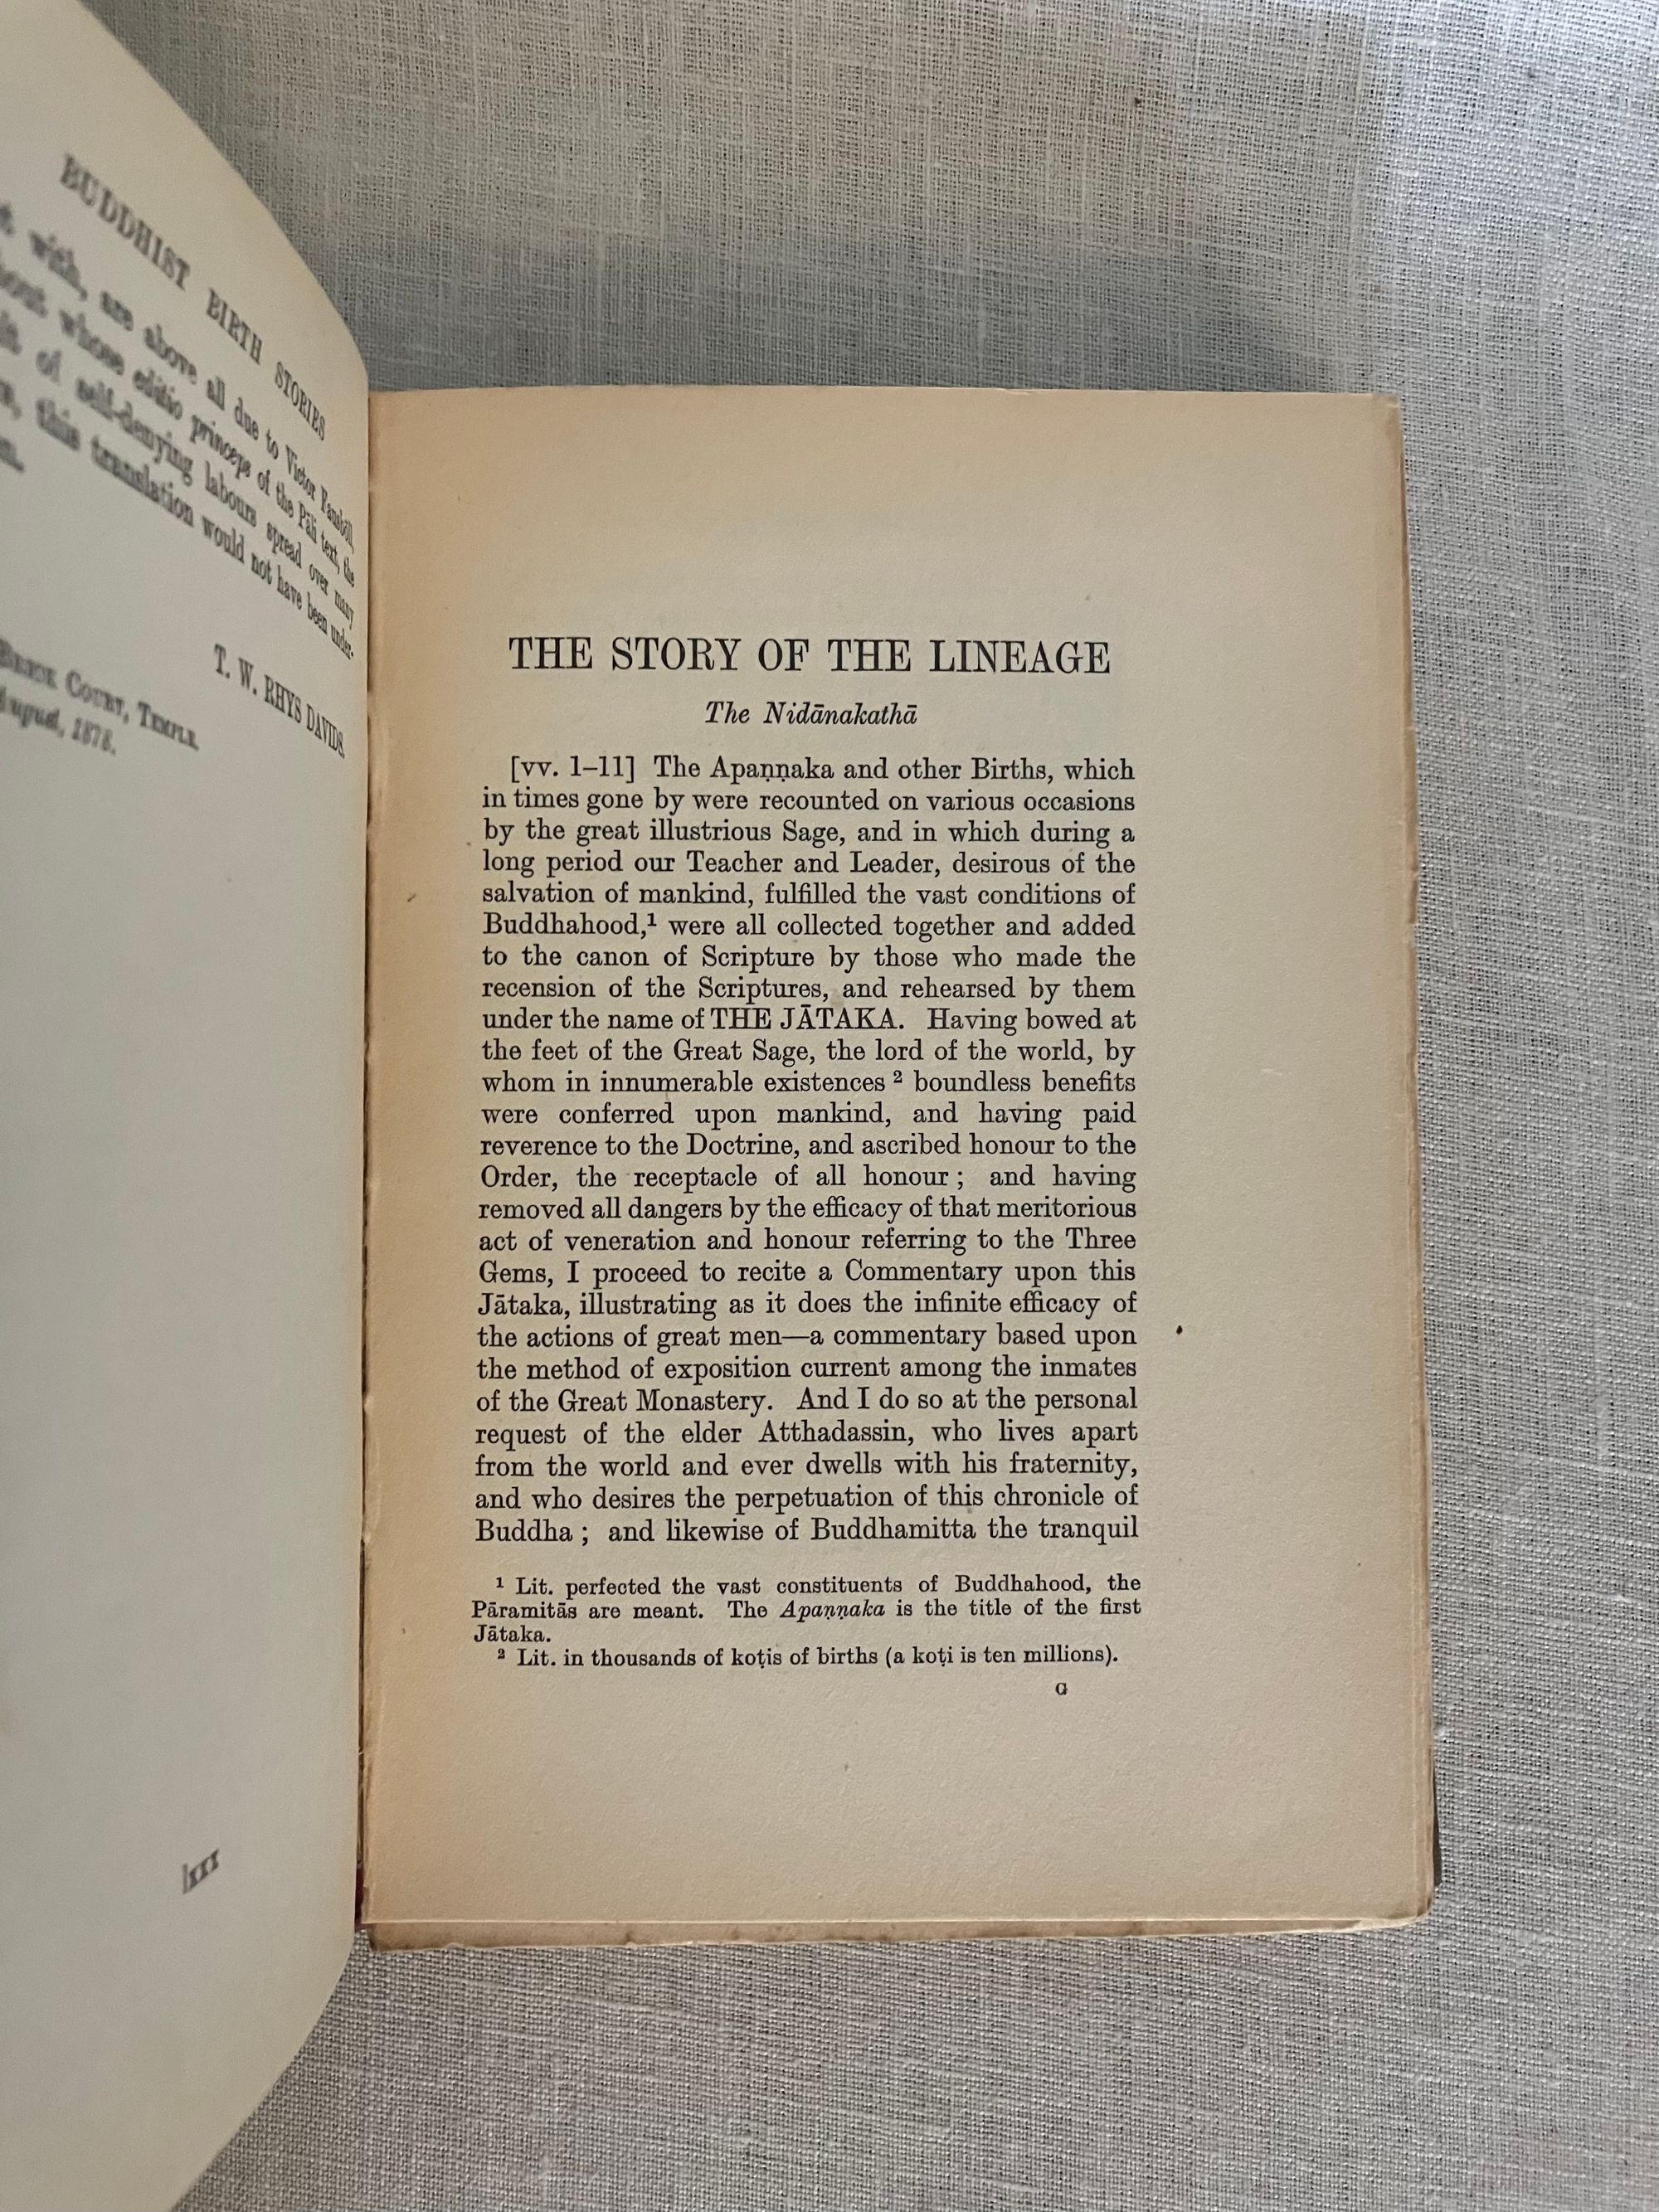 BUDDHIST BIRTH STORIES
with, are above all due to Victor Fausböll,
whose editio princeps of the Pāli text, the
of self-denying labours spread over many
this translation would not have been under-
T. W. RHYS DAVIDS.
COURT, TEMPLE
August, 1878.
lxxx
THE STORY OF THE LINEAGE
The Nidānakathā
[vv. 1–11] The Apaṇṇaka and other Births, which
in times gone by were recounted on various occasions
by the great illustrious Sage, and in which during a
long period our Teacher and Leader, desirous of the
salvation of mankind, fulfilled the vast conditions of
Buddhahood,¹ were all collected together and added
to the canon of Scripture by those who made the
recension of the Scriptures, and rehearsed by them
under the name of THE JĀTAKA. Having bowed at
the feet of the Great Sage, the lord of the world, by
whom in innumerable existences ² boundless benefits
were conferred upon mankind, and having paid
reverence to the Doctrine, and ascribed honour to the
Order, the receptacle of all honour ; and having
removed all dangers by the efficacy of that meritorious
act of veneration and honour referring to the Three
Gems, I proceed to recite a Commentary upon this
Jātaka, illustrating as it does the infinite efficacy of
the actions of great men—a commentary based upon
the method of exposition current among the inmates
of the Great Monastery. And I do so at the personal
request of the elder Atthadassin, who lives apart
from the world and ever dwells with his fraternity,
and who desires the perpetuation of this chronicle of
Buddha ; and likewise of Buddhamitta the tranquil
¹ Lit. perfected the vast constituents of Buddhahood, the
Pāramitās are meant. The Apaṇṇaka is the title of the first
Jātaka.
² Lit. in thousands of koṭis of births (a koṭi is ten millions).
G